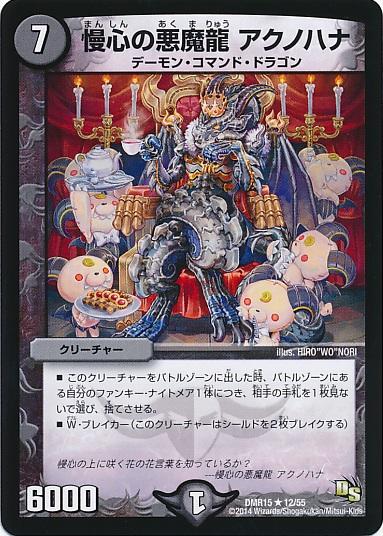 7
慢心の悪魔龍 アクノハナ
まんしん あくまりゅう
デーモン・コマンド・ドラゴン
クリーチャー
illus. HIRO"WO"NORI
■ このクリーチャーをバトルゾーンに出した時、バトルゾーンにあ
る自分のファンキー・ナイトメア1体につき、相手の手札を1枚見な
いで選び、捨てさせる。
■ W・ブレイカー（このクリーチャーはシールドを2枚ブレイクする）
慢心の上に咲く花の花言葉を知っているか？
---慢心の悪魔龍 アクノハナ
6000
1
DS
DMR15 ★ 12/55
©2014 Wizards/Shogakukan/Mitsui-Kids